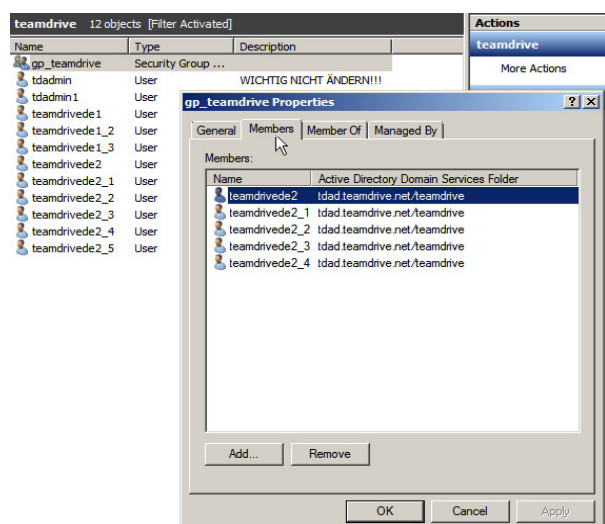 teamdrive 12 objects [Filter Activated]
Name Type Description
gp_teamdrive Security Group ...
tdadmin User WICHTIG NICHT ÄNDERN!!!
tdadmin1 User
teamdrivede1 User
teamdrivede1_2 User
teamdrivede1_3 User
teamdrivede2 User
teamdrivede2_1 User
teamdrivede2_2 User
teamdrivede2_3 User
teamdrivede2_4 User
teamdrivede2_5 User
Actions
teamdrive
More Actions
gp_teamdrive Properties
General Members Member Of Managed By
Members:
Name Active Directory Domain Services Folder
teamdrivede2 tdad.teamdrive.net/teamdrive
teamdrivede2_1 tdad.teamdrive.net/teamdrive
teamdrivede2_2 tdad.teamdrive.net/teamdrive
teamdrivede2_3 tdad.teamdrive.net/teamdrive
teamdrivede2_4 tdad.teamdrive.net/teamdrive
Add... Remove
OK Cancel Apply